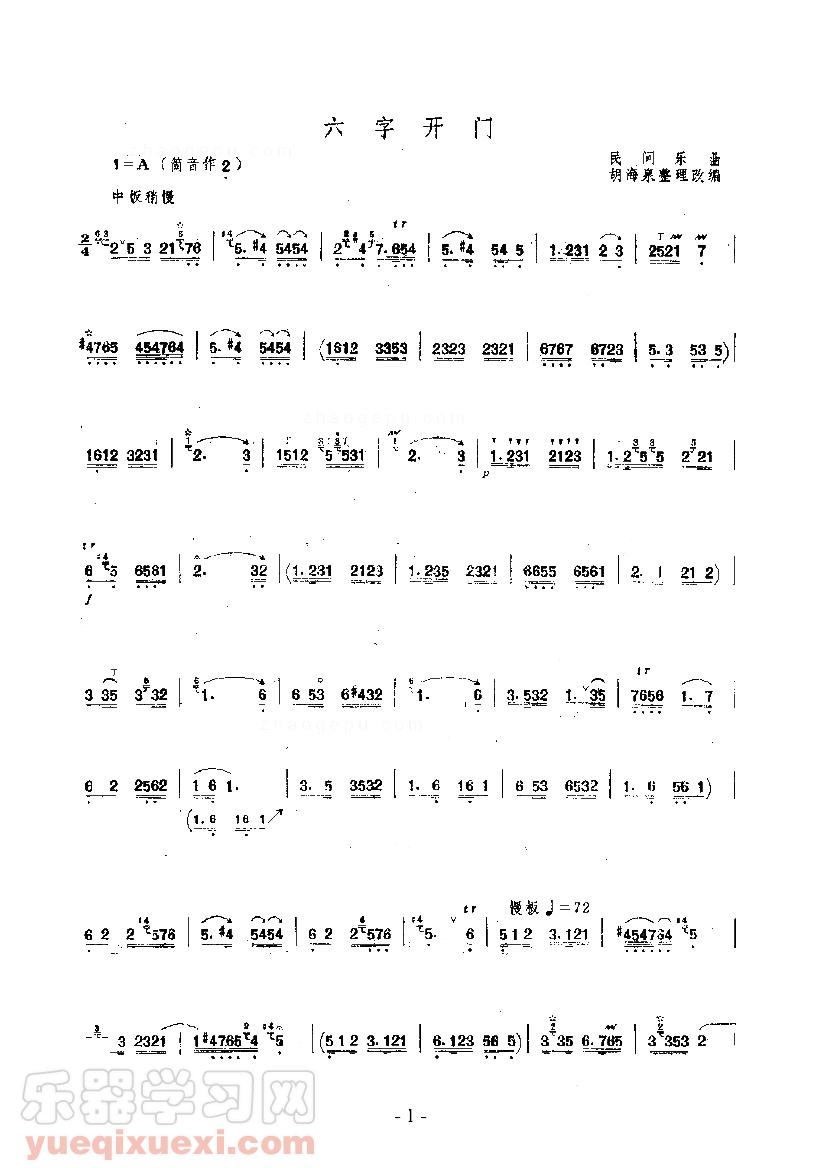 六字开门
1=A（筒音作2）
民间乐曲
胡海泉整理改编
中板稍慢
2/4 2 5 3 2176 | 5. #4 5454 | 2 #4 7.654 | 5. #4 54 5 | 1.231 2 3 | 2521 7 |
#4765 454764 | 5. #4 5454 | (1612 3353 | 2323 2321 | 6767 6723 | 5. 3 53 5) |
1612 3231 | 2. 3 | 1512 5 531 | 2. 3 | 1.231 2123 | 1.2 5 5 2 21 |
p
tr
6 5 6561 | 2. 32 | (1.231 2123 | 1.235 2321 | 6655 6561 | 2. 1 21 2) |
f
3 35 3 32 | 1. 6 | 6 53 6#432 | 1. 6 | 3.532 1. 35 | 7656 1. 7 |
6 2 2562 | 1 6 1. | 3. 5 3532 | 1. 6 16 1 | 6 53 6532 | 1. 6 56 1) |
(1. 6 16 1
慢板 ♩=72
6 2 2 576 | 5. #4 5454 | 6 2 2 576 | 5. 6 | 5 1 2 3.121 | #454764 5 |
3 2321 | 1#4765 4 5 | (5 1 2 3.121 | 6.123 56 5) | 3 35 6.765 | 3 353 2
- 1 -
乐器学习网
yueqixuexi.com